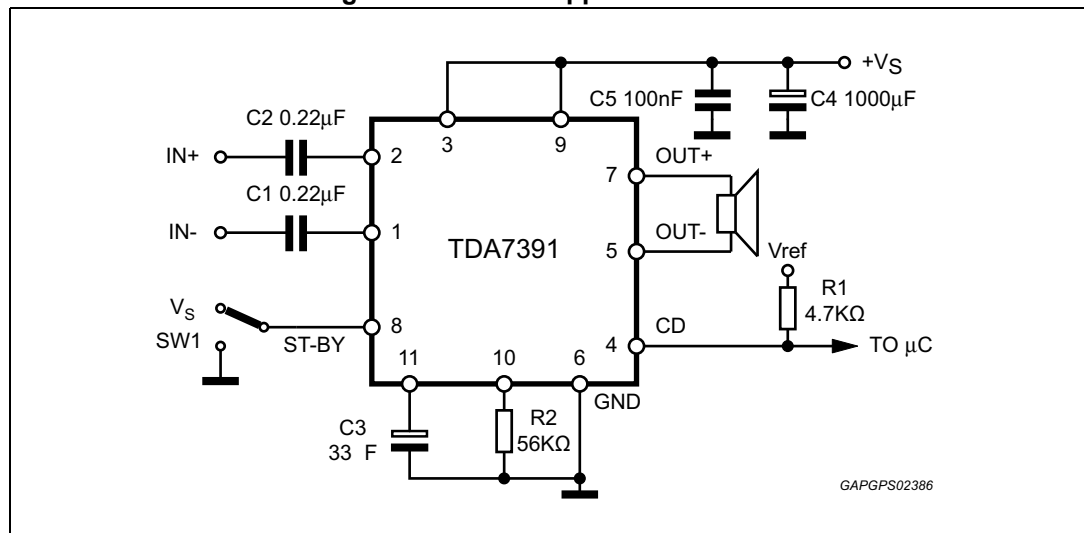 +VS
C5 100nF
C4 1000μF
C2 0.22μF
3
9
IN+
2
OUT+
7
C1 0.22μF
IN-
1
TDA7391
OUT-
5
Vref
R1
4.7KΩ
VS
SW1
ST-BY
8
CD
4
TO μC
11
10
6
GND
C3
33 F
R2
56KΩ
GAPGPS02386